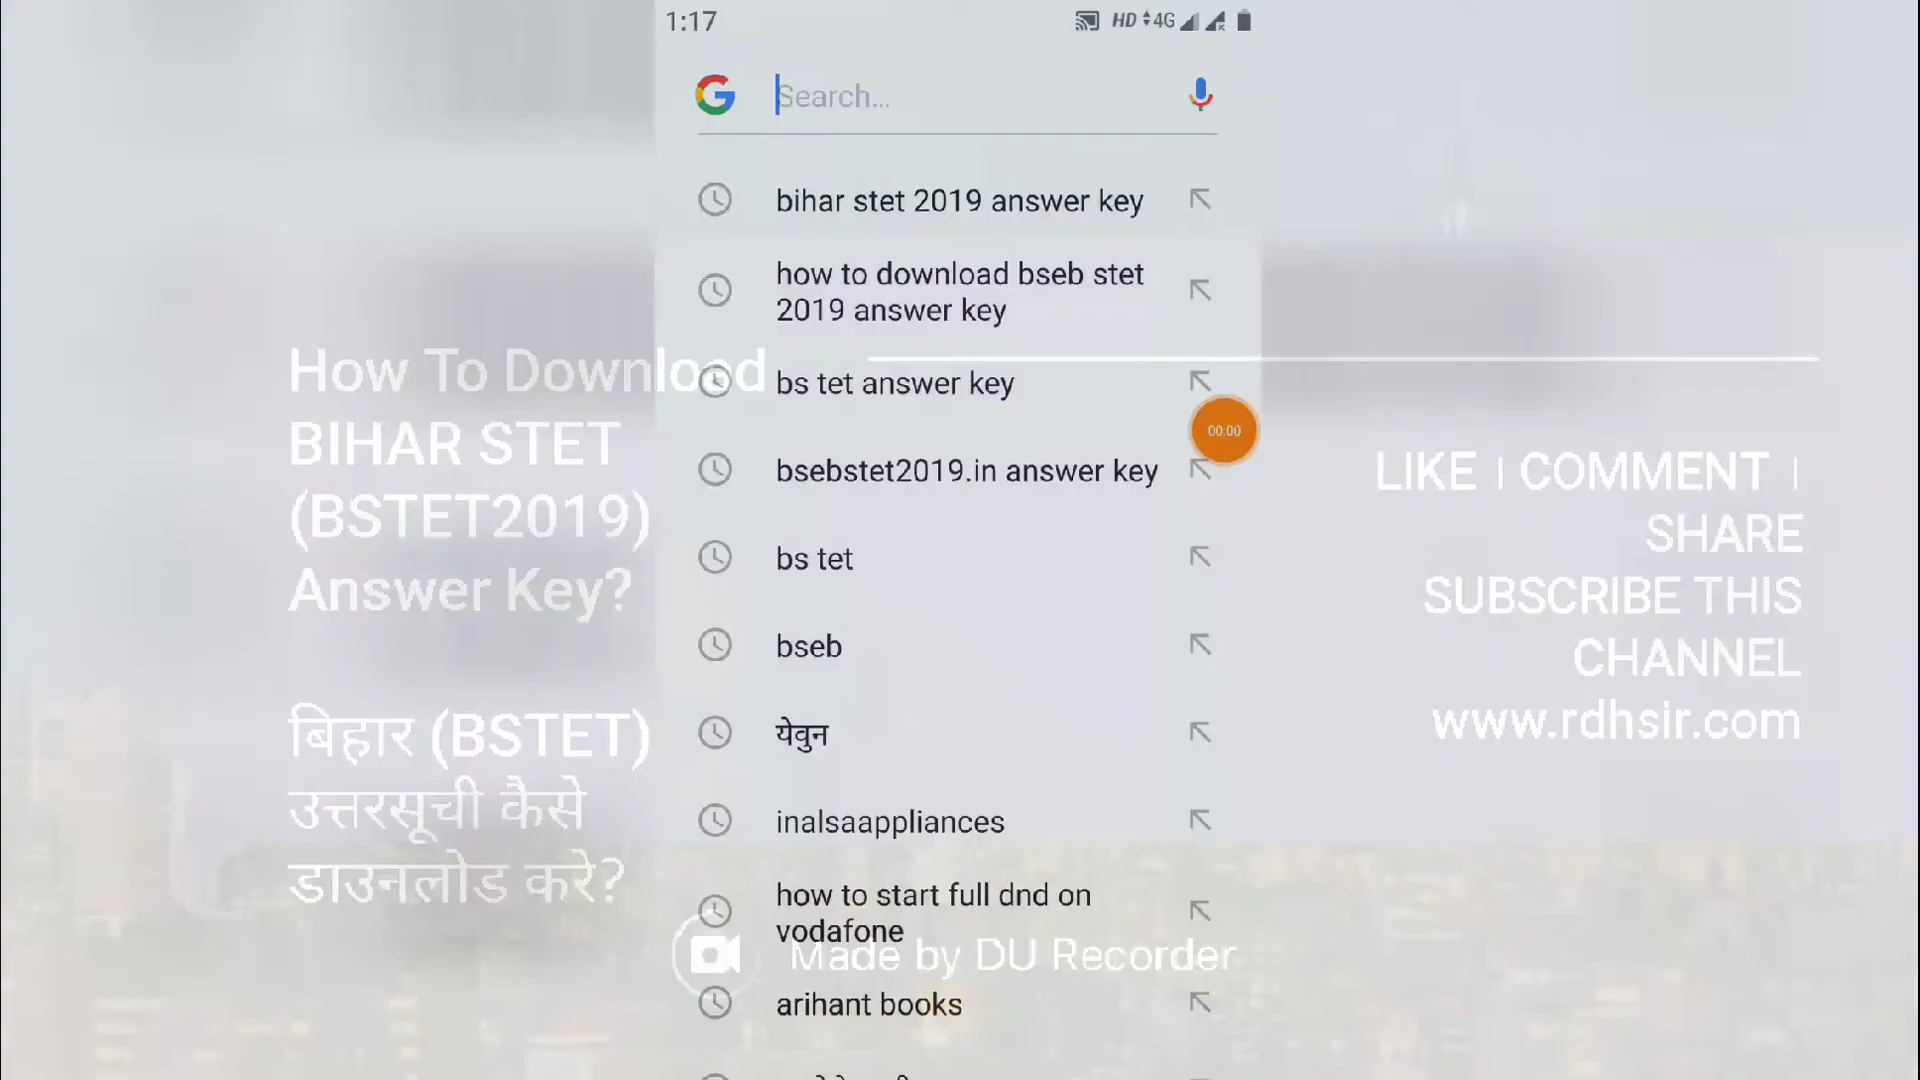 1:17
HD 4G
Search...
bihar stet 2019 answer key
how to download bseb stet
2019 answer key
bs tet answer key
00:00
bsebstet2019.in answer key
bs tet
bseb
येवुन
inalsaappliances
how to start full dnd on
vodafone
arihant books
How To Download
BIHAR STET
(BSTET2019)
Answer Key?
बिहार (BSTET)
उत्तरसूची कैसे
डाउनलोड करे?
LIKE । COMMENT ।
SHARE
SUBSCRIBE THIS
CHANNEL
www.rdhsir.com
Made by DU Recorder